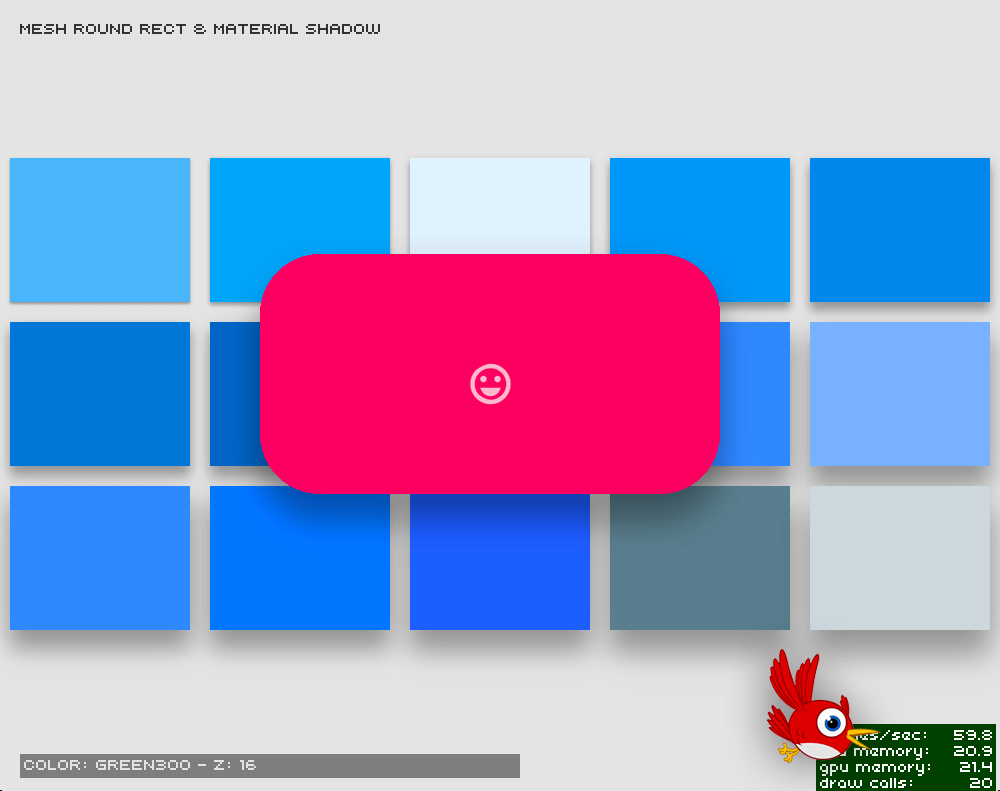 MESH ROUND RECT & MATERIAL SHADOW
COLOR: GREEN300 - Z: 16
es/sec: 59.8
memory: 20.9
gpu memory: 21.4
draw calls: 20